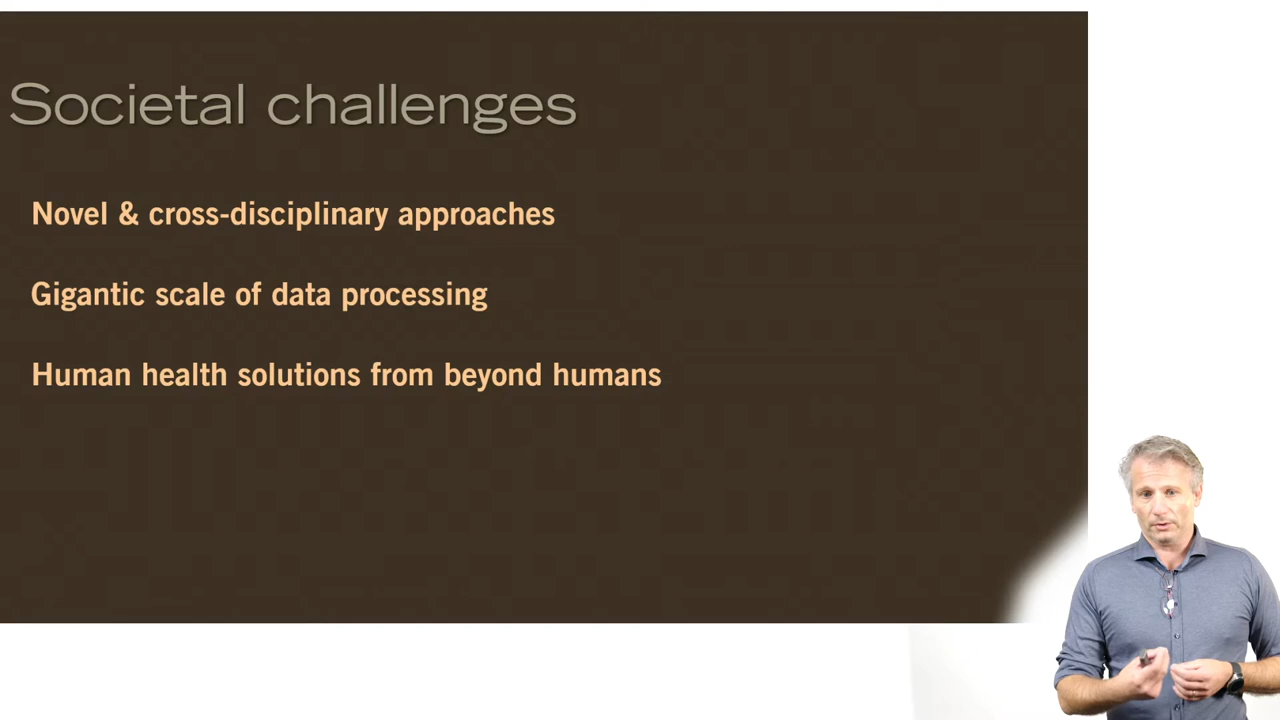 Societal challenges
Novel & cross-disciplinary approaches
Gigantic scale of data processing
Human health solutions from beyond humans